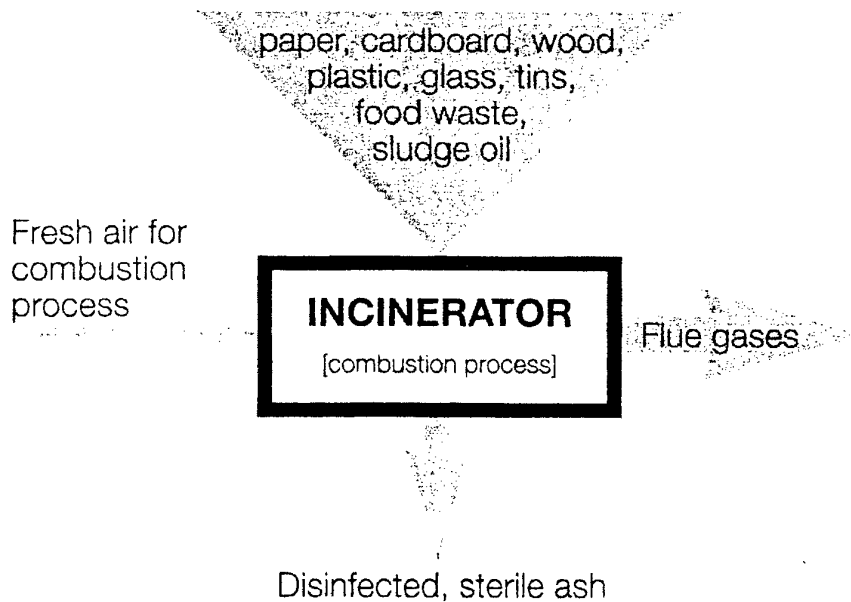 paper, cardboard, wood,
plastic, glass, tins,
food waste,
sludge oil
Fresh air for
combustion
process
INCINERATOR
[combustion process]
Flue gases
Disinfected, sterile ash